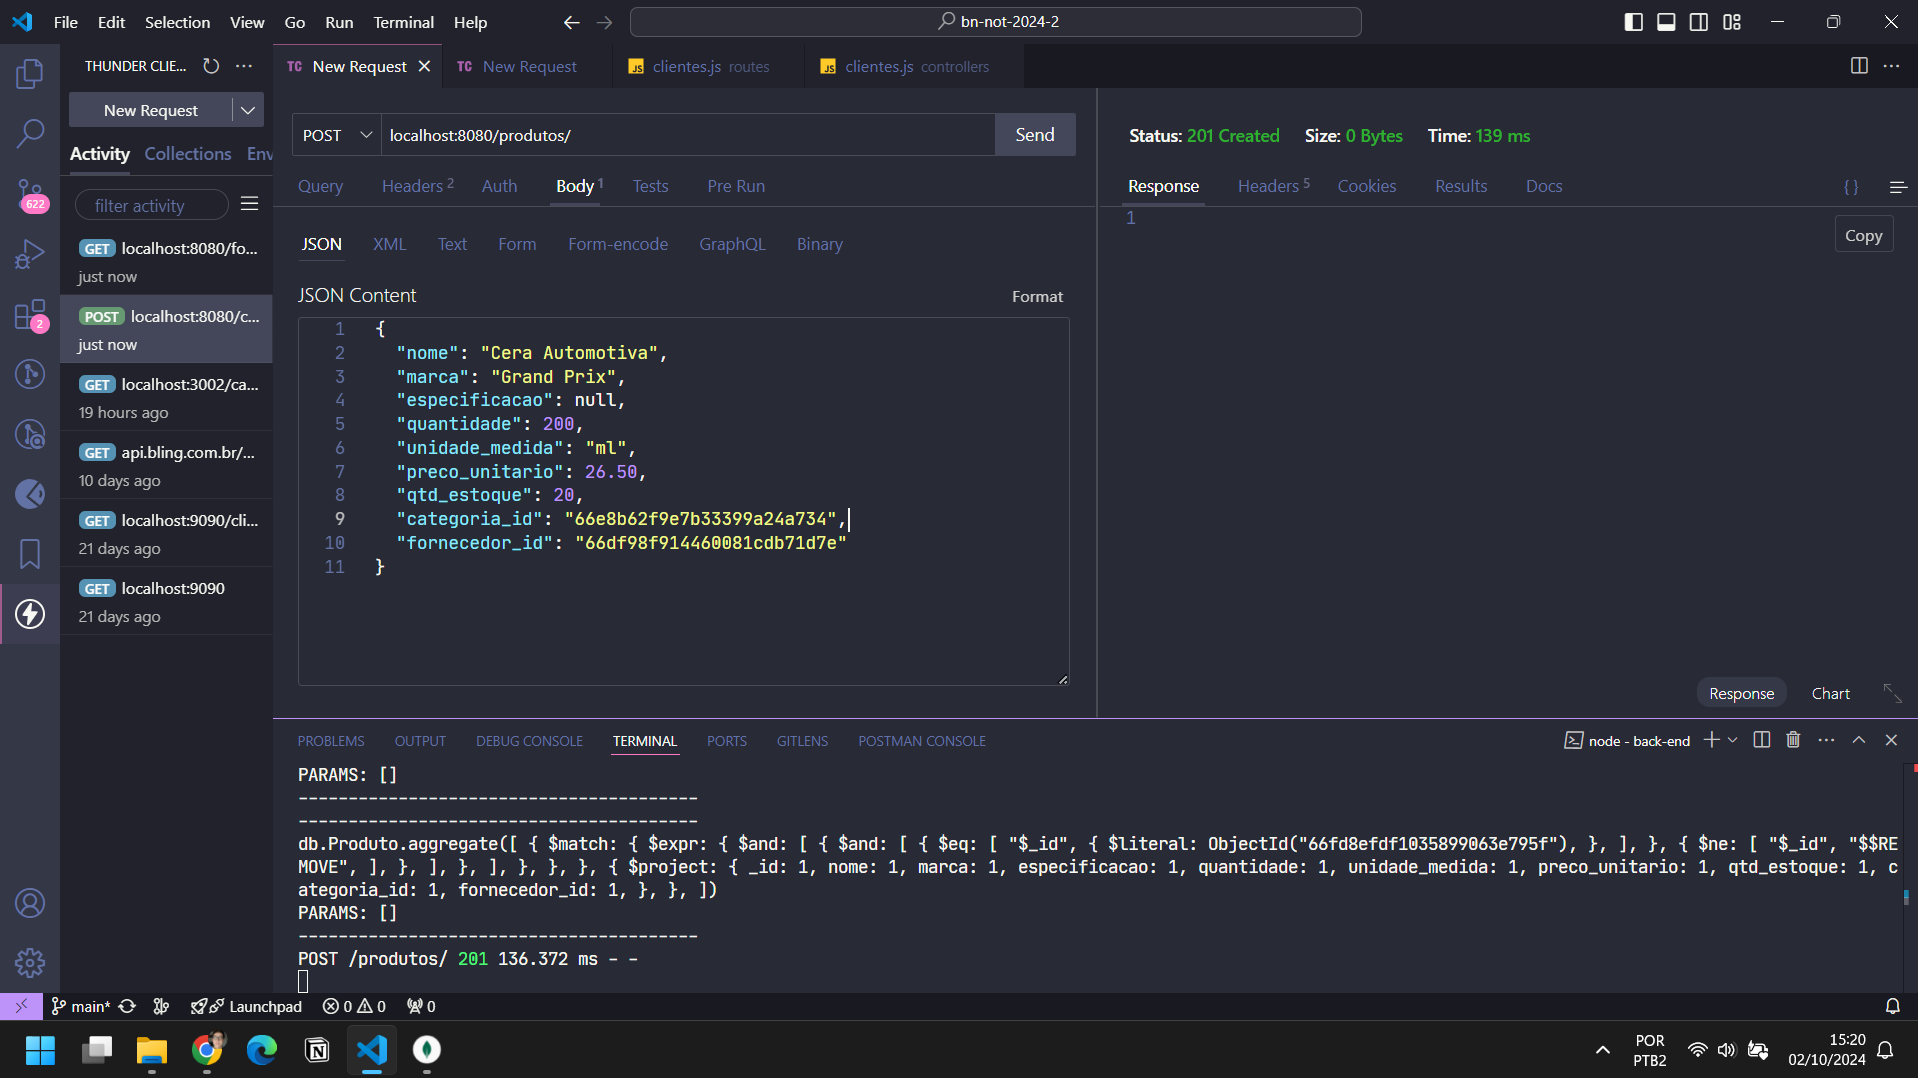 File Edit Selection View Go Run Terminal Help
bn-not-2024-2
THUNDER CLIE...
New Request
Activity Collections Env
filter activity
GET localhost:8080/fo...
just now
POST localhost:8080/c...
just now
GET localhost:3002/ca...
19 hours ago
GET api.bling.com.br/...
10 days ago
GET localhost:9090/cli...
21 days ago
GET localhost:9090
21 days ago
622
2
TC New Request
TC New Request
JS clientes.js routes
JS clientes.js controllers
POST localhost:8080/produtos/ Send
Query Headers 2 Auth Body 1 Tests Pre Run
JSON XML Text Form Form-encode GraphQL Binary
JSON Content Format
1 {
2 "nome": "Cera Automotiva",
3 "marca": "Grand Prix",
4 "especificacao": null,
5 "quantidade": 200,
6 "unidade_medida": "ml",
7 "preco_unitario": 26.50,
8 "qtd_estoque": 20,
9 "categoria_id": "66e8b62f9e7b33399a24a734",
10 "fornecedor_id": "66df98f914460081cdb71d7e"
11 }
Status: 201 Created Size: 0 Bytes Time: 139 ms
Response Headers 5 Cookies Results Docs { }
1
Copy
Response Chart
PROBLEMS OUTPUT DEBUG CONSOLE TERMINAL PORTS GITLENS POSTMAN CONSOLE
node - back-end
PARAMS: []
----------------------------------------
----------------------------------------
db.Produto.aggregate([ { $match: { $expr: { $and: [ { $and: [ { $eq: [ "$_id", { $literal: ObjectId("66fd8efdf1035899063e795f"), }, ], }, { $ne: [ "$_id", "$$RE
MOVE", ], }, ], }, ], }, }, }, { $project: { _id: 1, nome: 1, marca: 1, especificacao: 1, quantidade: 1, unidade_medida: 1, preco_unitario: 1, qtd_estoque: 1, c
ategoria_id: 1, fornecedor_id: 1, }, }, ])
PARAMS: []
----------------------------------------
POST /produtos/ 201 136.372 ms - -
main* Launchpad 0 0 0
POR
PTB2
15:20
02/10/2024